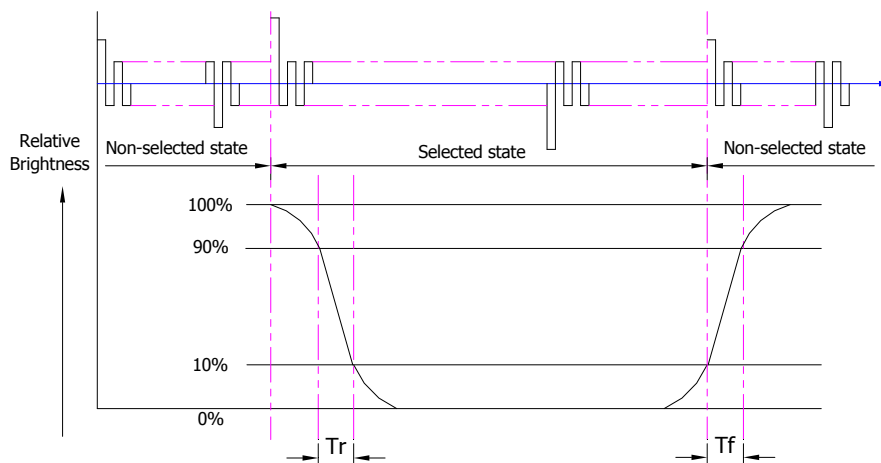 Relative
Brightness
Non-selected state
Selected state
Non-selected state
100%
90%
10%
0%
Tr
Tf